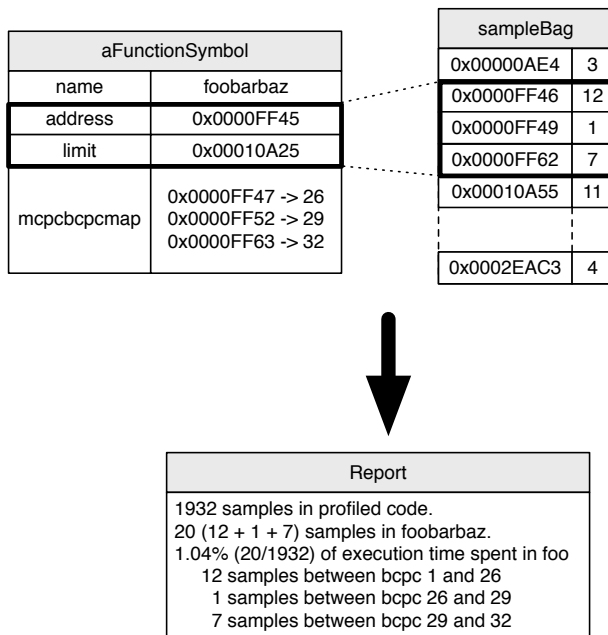 aFunctionSymbol
name foobarbaz
address 0x0000FF45
limit 0x00010A25
mcpcbcpcmap
0x0000FF47 -> 26
0x0000FF52 -> 29
0x0000FF63 -> 32
sampleBag
0x00000AE4 3
0x0000FF46 12
0x0000FF49 1
0x0000FF62 7
0x00010A55 11
0x0002EAC3 4
Report
1932 samples in profiled code.
20 (12 + 1 + 7) samples in foobarbaz.
1.04% (20/1932) of execution time spent in foo
12 samples between bcpc 1 and 26
1 samples between bcpc 26 and 29
7 samples between bcpc 29 and 32